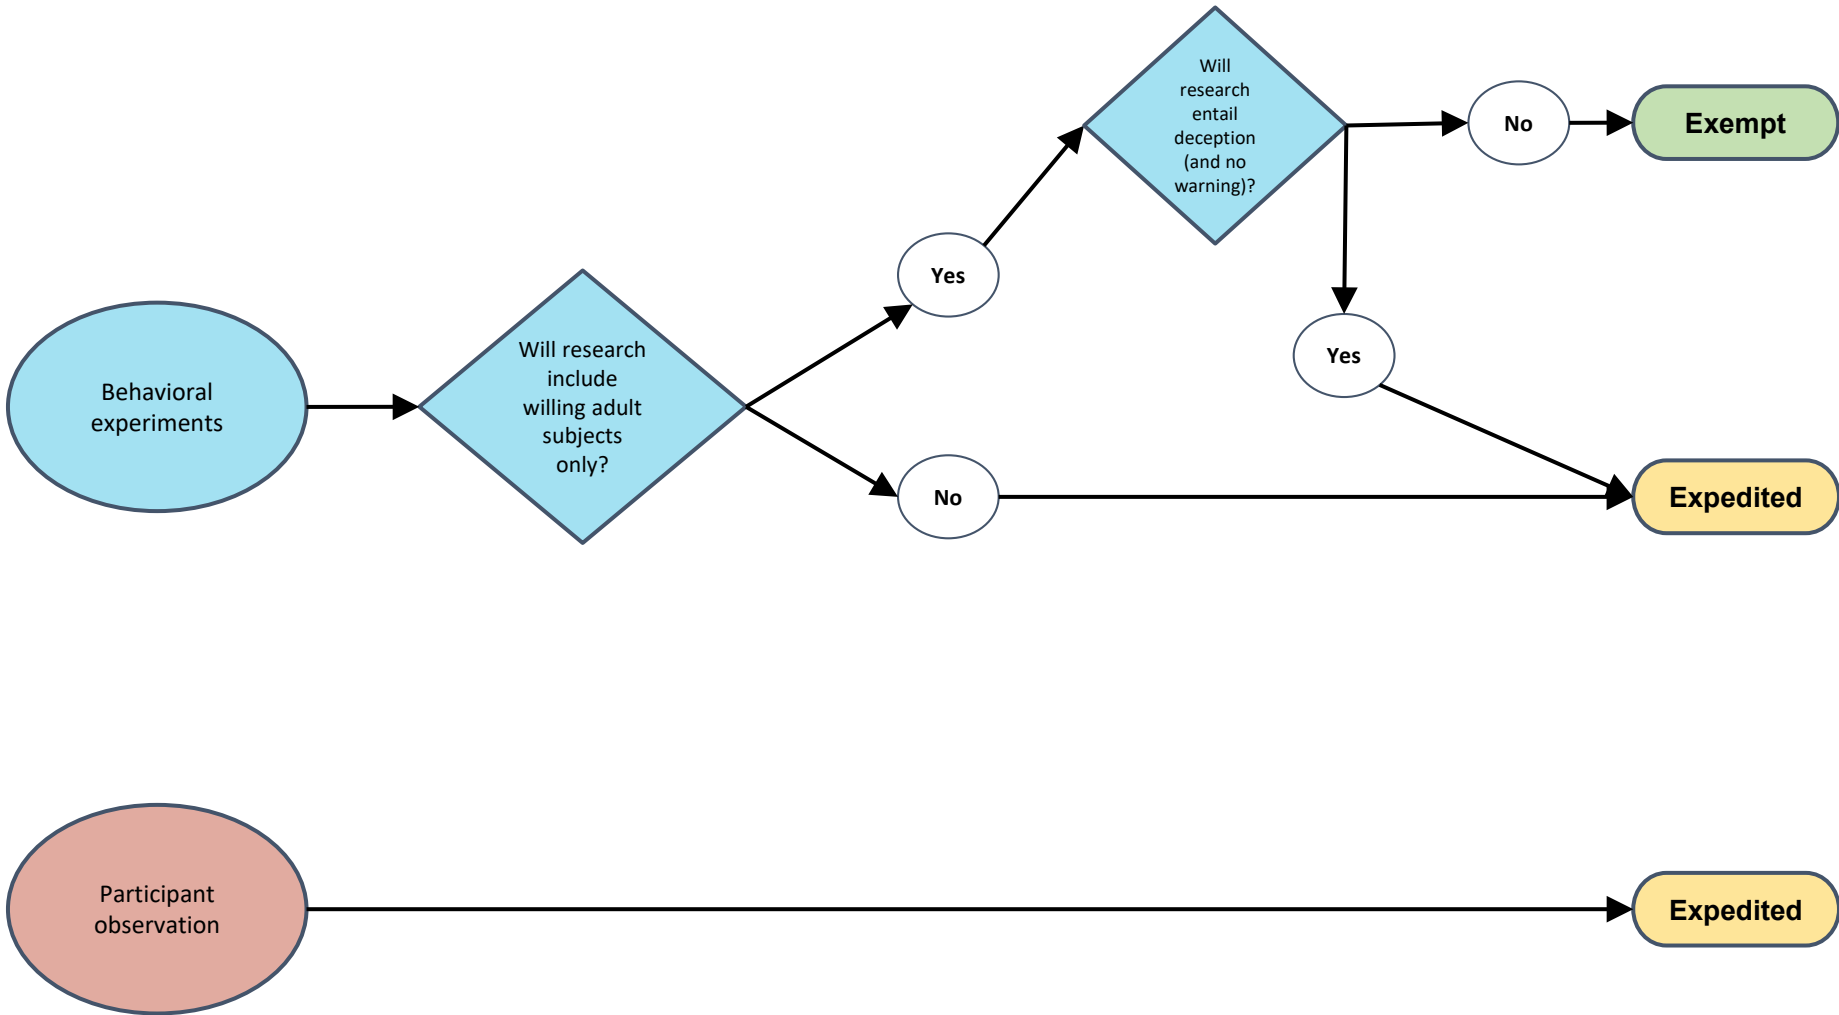 Behavioral
experiments
Will research
include
willing adult
subjects
only?
Yes
No
Will
research
entail
deception
(and no
warning)?
No
Yes
Exempt
Expedited
Participant
observation
Expedited